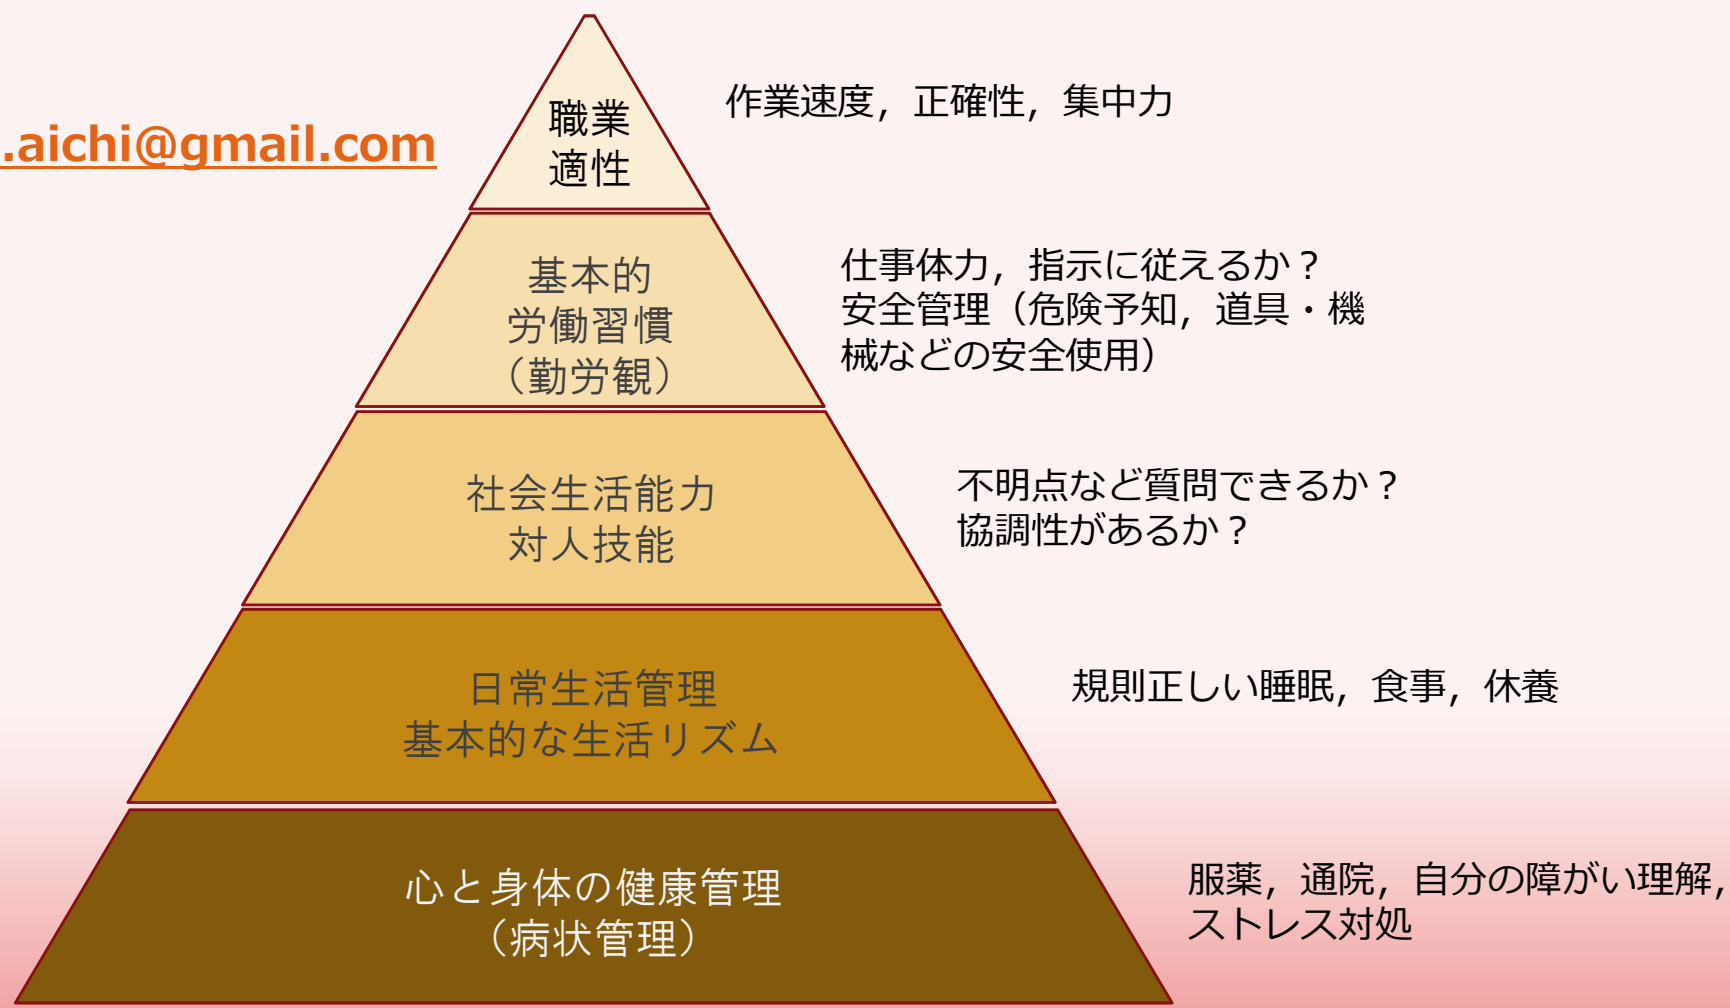 職業
適性
作業速度，正確性，集中力
.aichi@gmail.com
基本的
労働習慣
（勤労観）
仕事体力，指示に従えるか？
安全管理（危険予知，道具・機
械などの安全使用）
社会生活能力
対人技能
不明点など質問できるか？
協調性があるか？
日常生活管理
基本的な生活リズム
規則正しい睡眠，食事，休養
心と身体の健康管理
（病状管理）
服薬，通院，自分の障がい理解，
ストレス対処